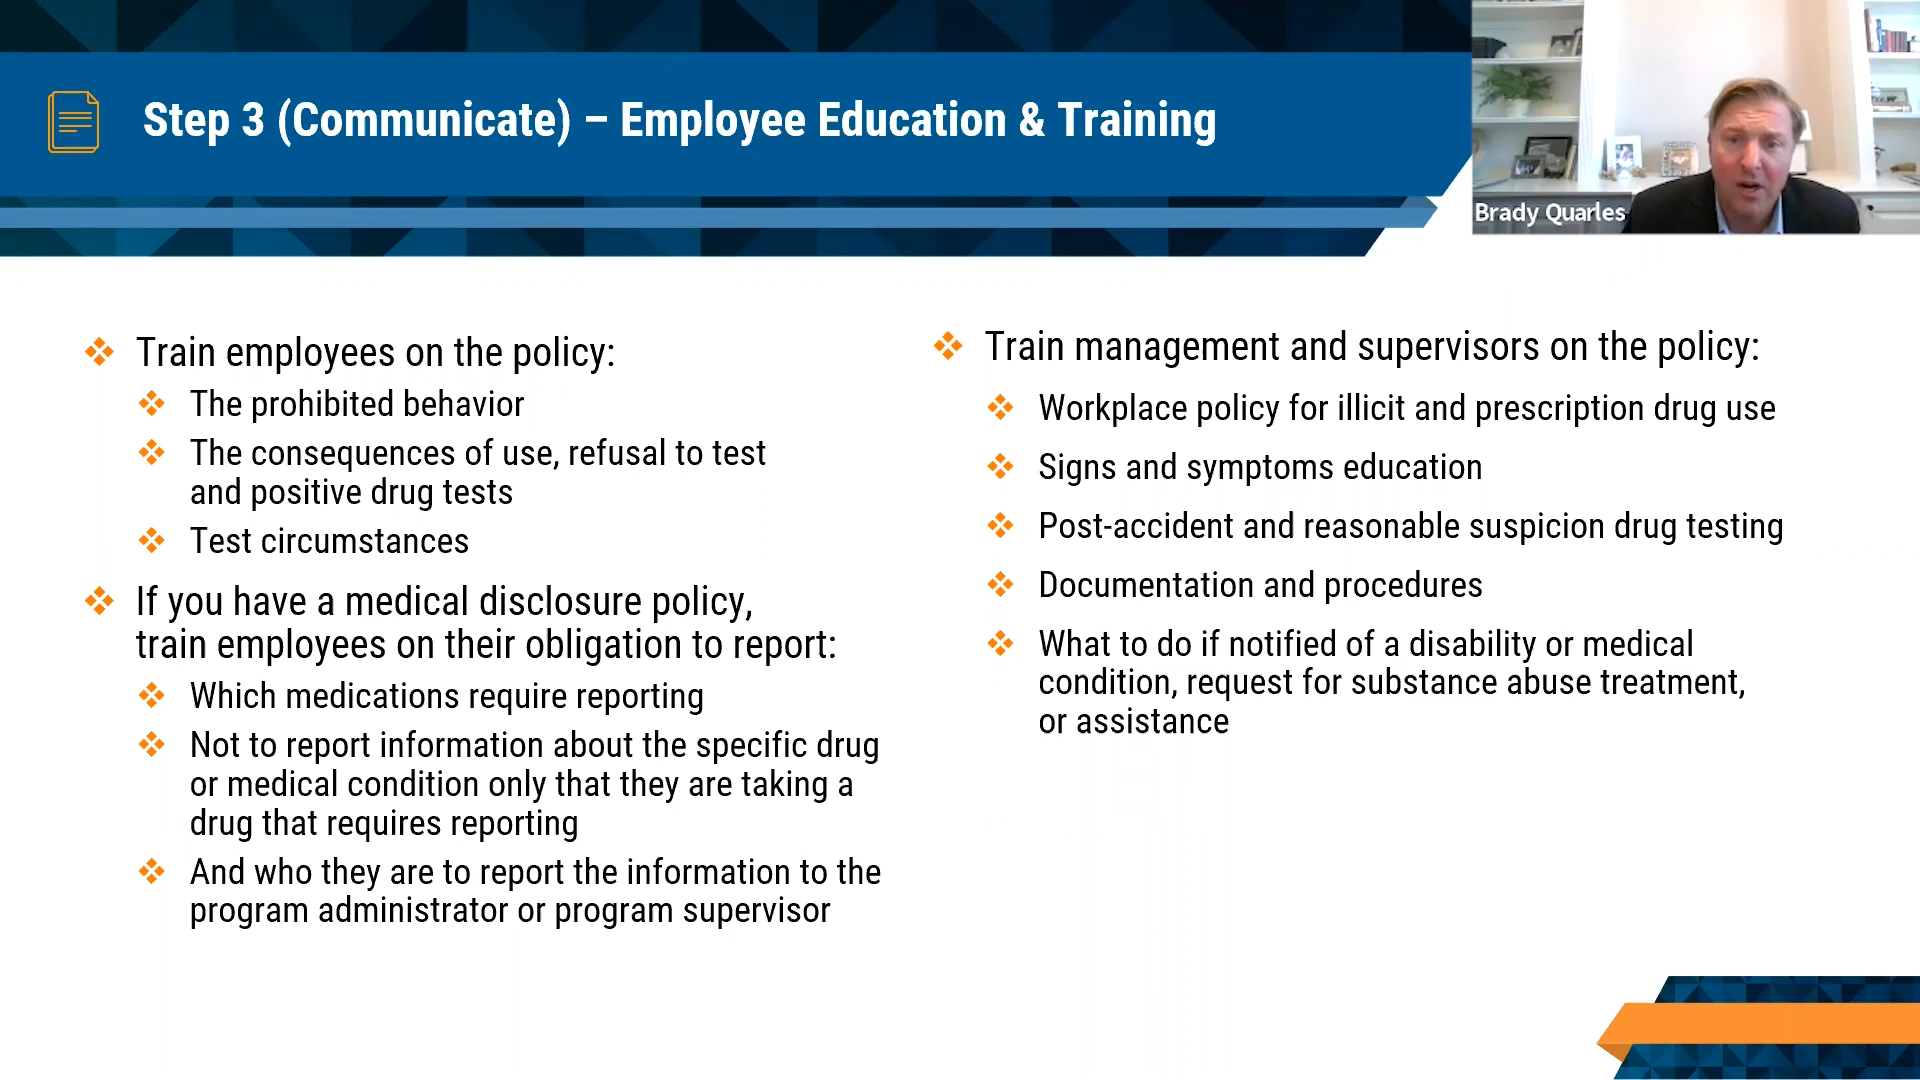 Step 3 (Communicate) – Employee Education & Training
Brady Quarles
Train employees on the policy:
The prohibited behavior
The consequences of use, refusal to test
and positive drug tests
Test circumstances
If you have a medical disclosure policy,
train employees on their obligation to report:
Which medications require reporting
Not to report information about the specific drug
or medical condition only that they are taking a
drug that requires reporting
And who they are to report the information to the
program administrator or program supervisor
Train management and supervisors on the policy:
Workplace policy for illicit and prescription drug use
Signs and symptoms education
Post-accident and reasonable suspicion drug testing
Documentation and procedures
What to do if notified of a disability or medical
condition, request for substance abuse treatment,
or assistance